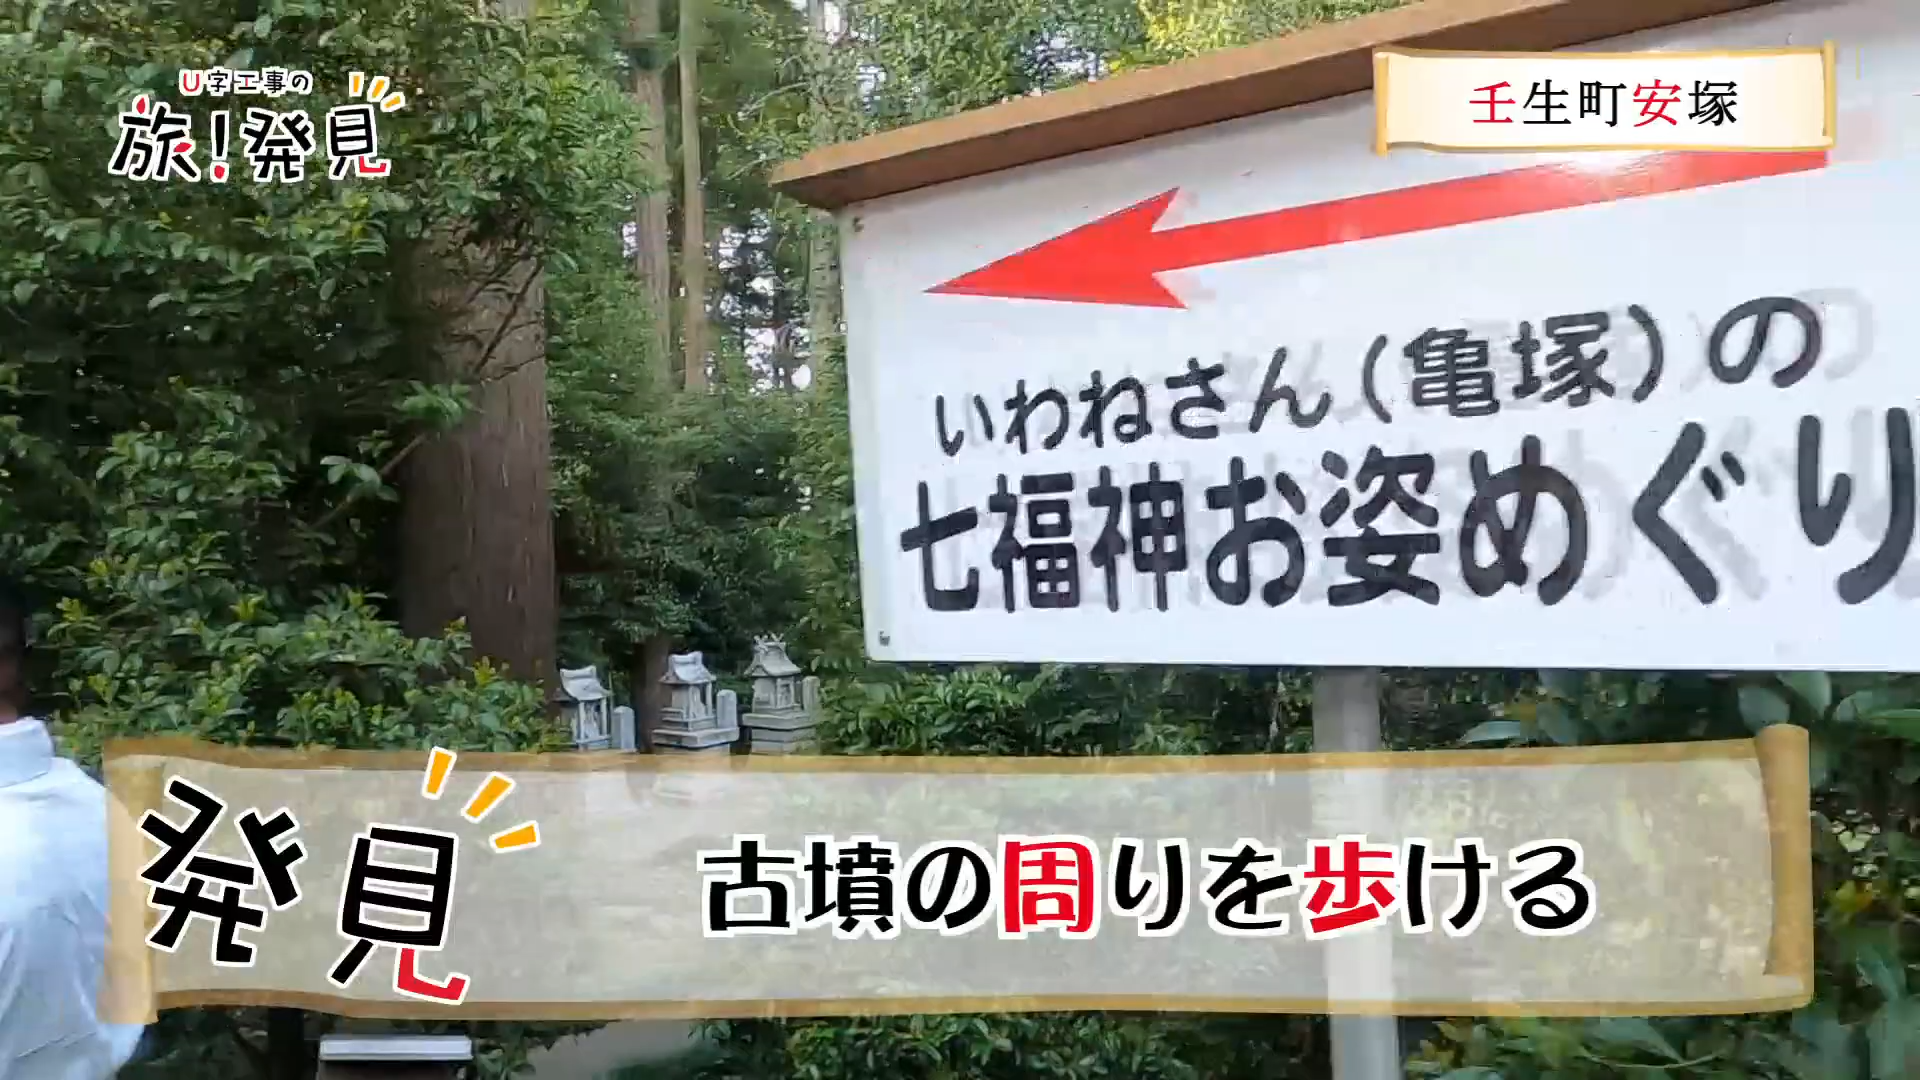 U字工事の
旅!発見
壬生町安塚
いわねさん(亀塚)の
七福神お姿めぐり
発見
古墳の周りを歩ける